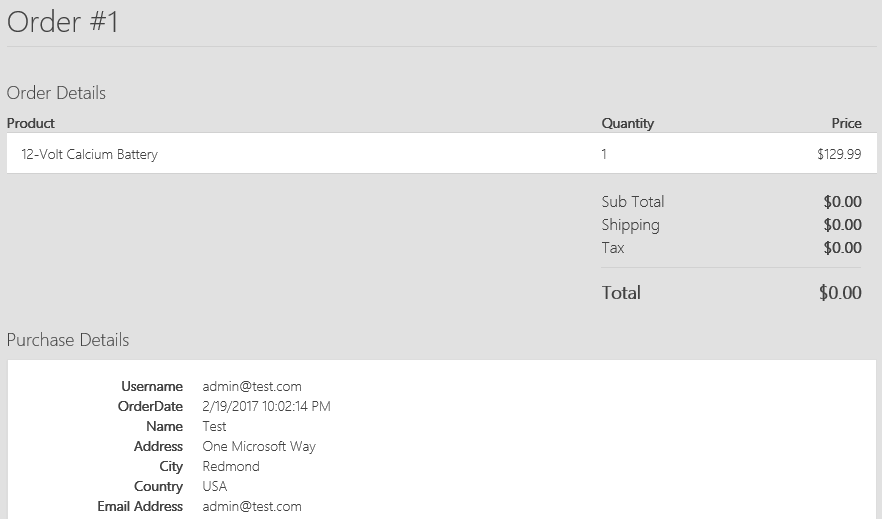 Order #1
Order Details
Product Quantity Price
12-Volt Calcium Battery 1 $129.99
Sub Total $0.00
Shipping $0.00
Tax $0.00
Total $0.00
Purchase Details
Username admin@test.com
OrderDate 2/19/2017 10:02:14 PM
Name Test
Address One Microsoft Way
City Redmond
Country USA
Email Address admin@test.com